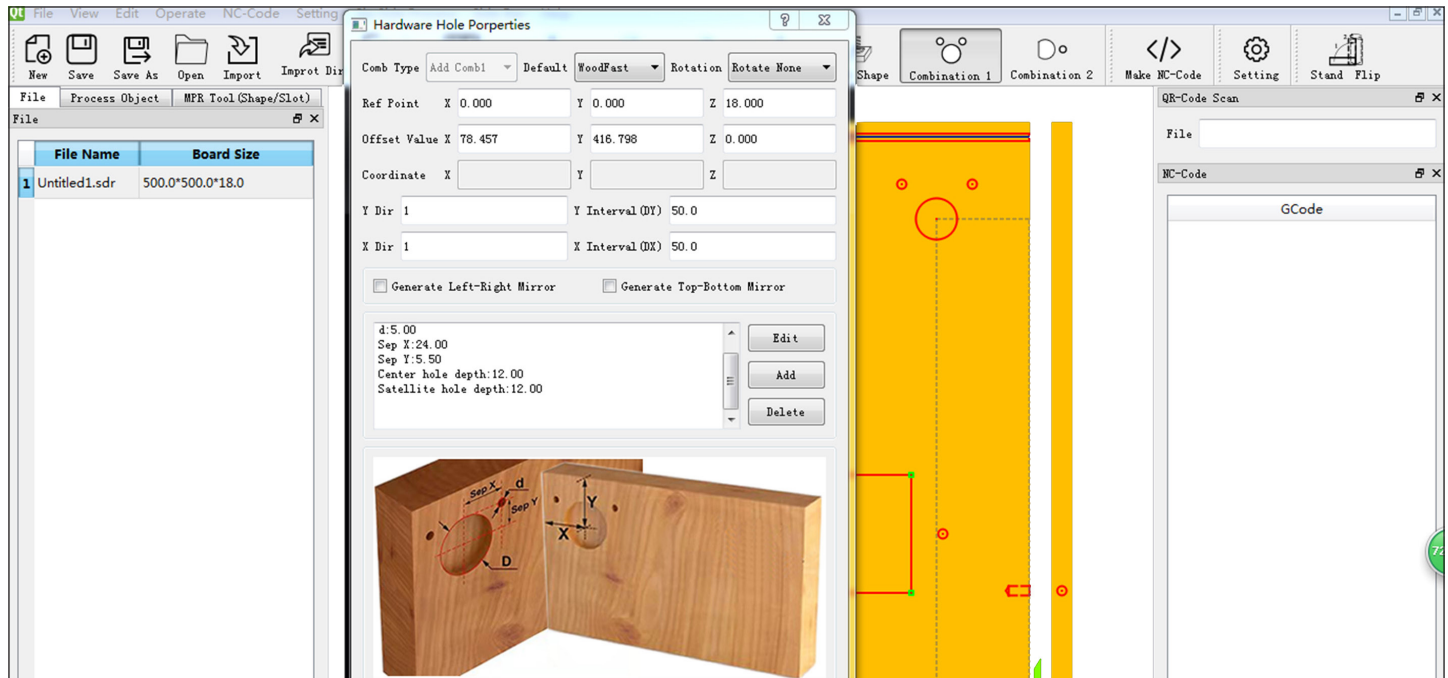 Qt File View Edit Operate NC-Code Setting
Hardware Hole Porperties
New Save Save As Open Import Improt Dir
Shape Combination 1 Combination 2 Make NC-Code Setting Stand Flip
File Process Object MPR Tool(Shape/Slot)
File
File Name Board Size
1 Untitled1.sdr 500.0*500.0*18.0
Comb Type Add Comb1 Default WoodFast Rotation Rotate None
Ref Point X 0.000 Y 0.000 Z 18.000
Offset Value X 78.457 Y 416.798 Z 0.000
Coordinate X Y Z
Y Dir 1 Y Interval(DY) 50.0
X Dir 1 X Interval(DX) 50.0
Generate Left-Right Mirror Generate Top-Bottom Mirror
d:5.00
Sep X:24.00
Sep Y:5.50
Center hole depth:12.00
Satellite hole depth:12.00
Edit
Add
Delete
Sep X d
Sep Y
D
Y
X
QR-Code Scan
File
NC-Code
GCode
72